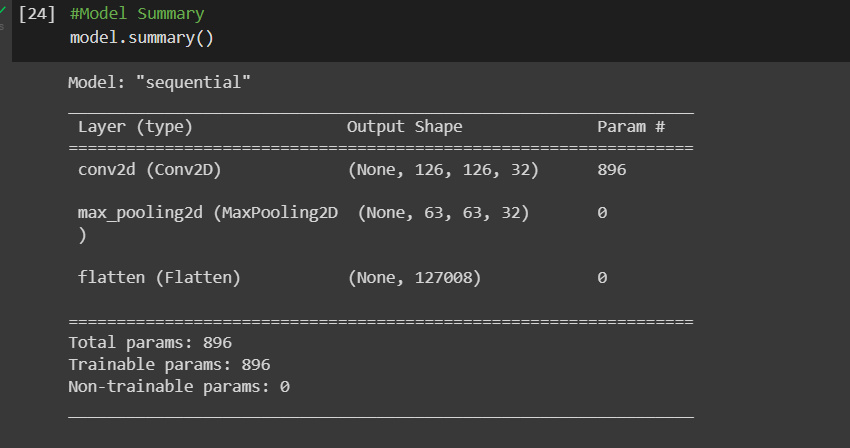 [24] #Model Summary
model.summary()
Model: "sequential"
_________________________________________________________________
Layer (type) Output Shape Param #
=================================================================
conv2d (Conv2D) (None, 126, 126, 32) 896
max_pooling2d (MaxPooling2D (None, 63, 63, 32) 0
)
flatten (Flatten) (None, 127008) 0
=================================================================
Total params: 896
Trainable params: 896
Non-trainable params: 0
_________________________________________________________________